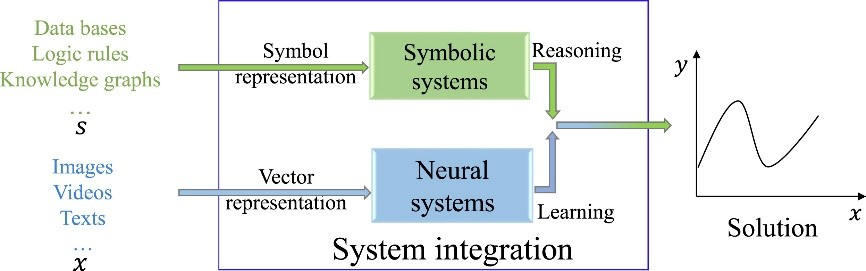 Data bases
Logic rules
Knowledge graphs
...
s
Images
Videos
Texts
...
x
Symbol
representation
Symbolic
systems
Reasoning
Vector
representation
Neural
systems
Learning
System integration
y
x
Solution